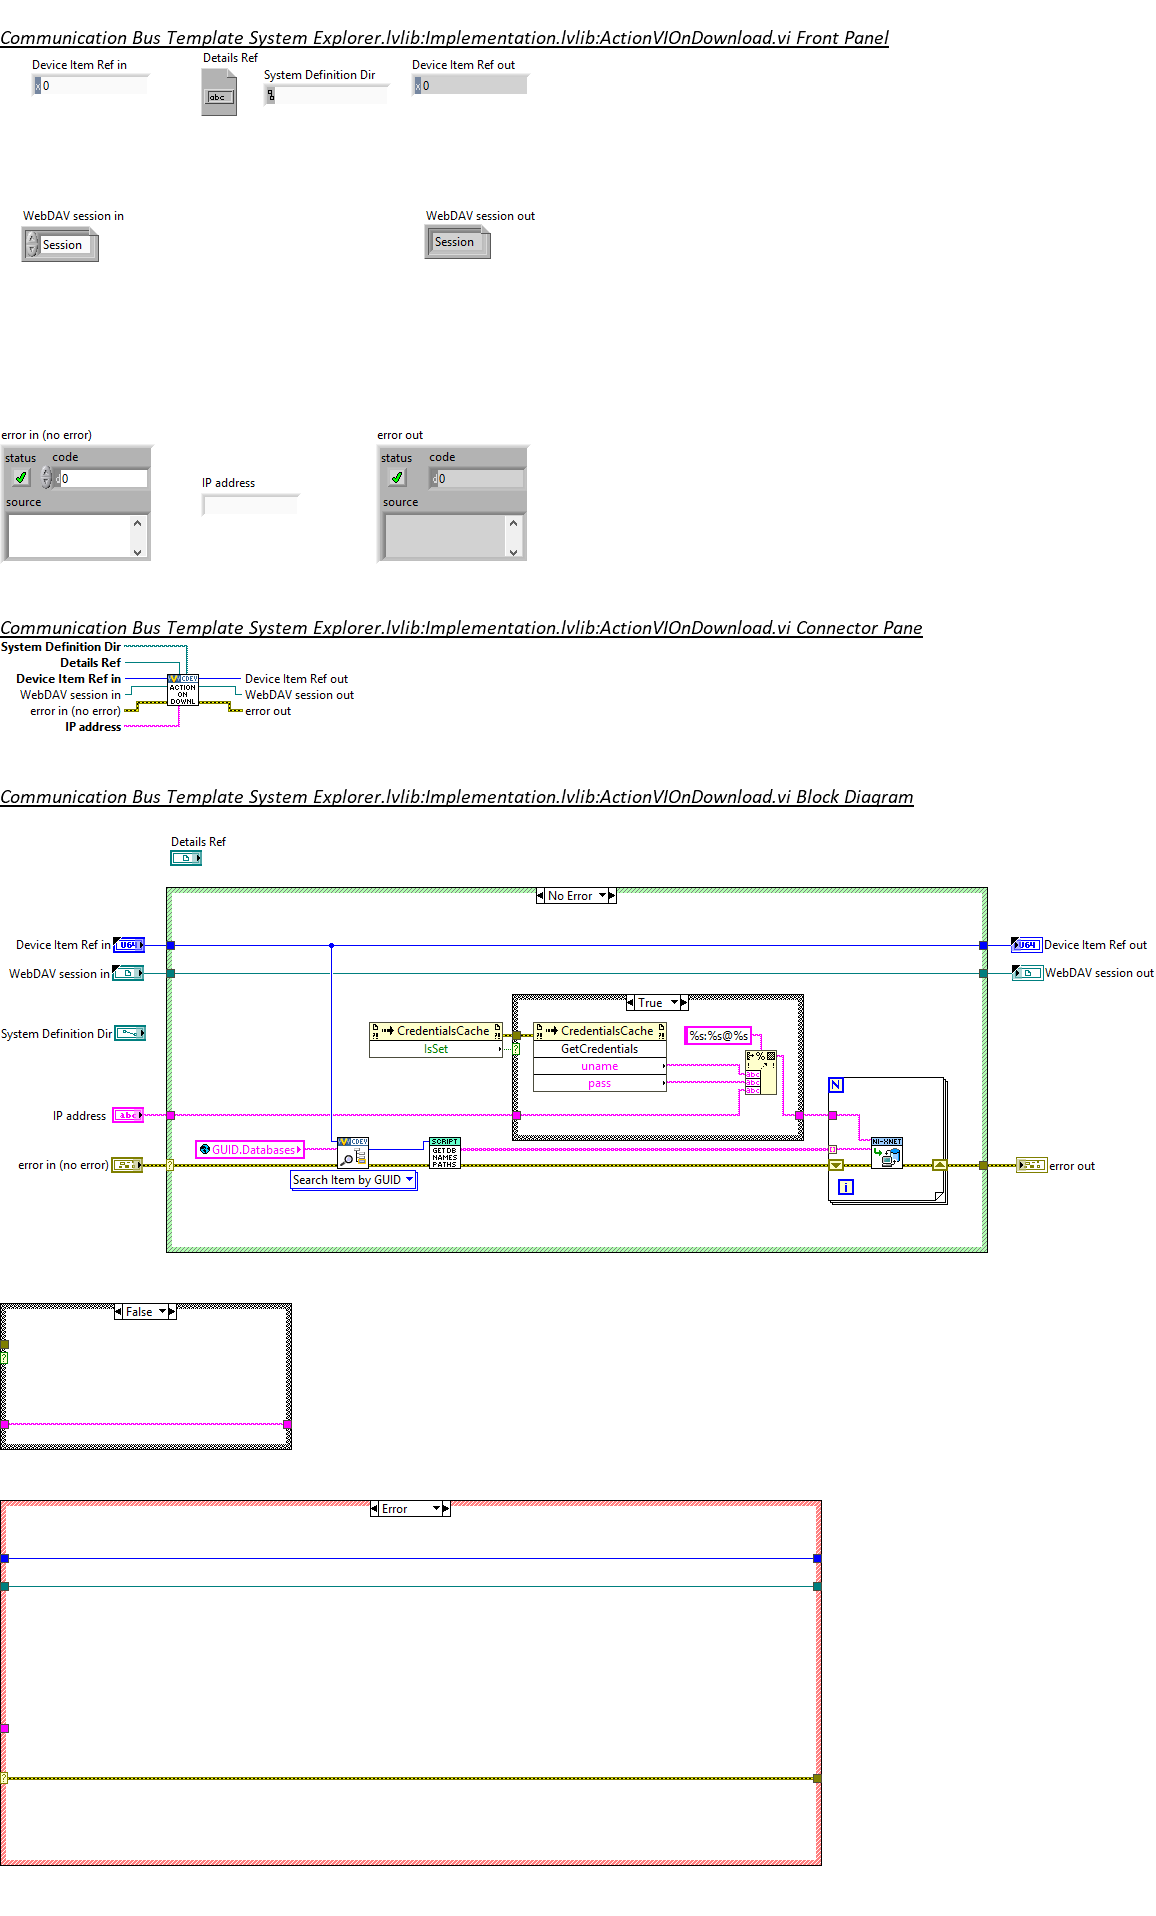 Communication Bus Template System Explorer.lvlib:Implementation.lvlib:ActionVIOnDownload.vi Front Panel
Device Item Ref in
Details Ref
System Definition Dir
Device Item Ref out
x 0
abc
x 0
WebDAV session in
WebDAV session out
Session
Session
error in (no error)
error out
status code
status code
d 0
d 0
IP address
source
source
Communication Bus Template System Explorer.lvlib:Implementation.lvlib:ActionVIOnDownload.vi Connector Pane
System Definition Dir
Details Ref
Device Item Ref in
Device Item Ref out
WebDAV session in
WebDAV session out
error in (no error)
error out
IP address
CDEV
ACTION
ON
DOWNL
Communication Bus Template System Explorer.lvlib:Implementation.lvlib:ActionVIOnDownload.vi Block Diagram
Details Ref
No Error
Device Item Ref in
U64
U64
Device Item Ref out
WebDAV session in
WebDAV session out
True
System Definition Dir
CredentialsCache
IsSet
CredentialsCache
GetCredentials
uname
pass
%s:%s@%s
%
abc
abc
abc
N
IP address
abc
GUID.Databases
CDEV
SCRIPT
GET DB
NAMES
PATHS
NI-XNET
error in (no error)
?
?
error out
Search Item by GUID
i
False
?
Error
?